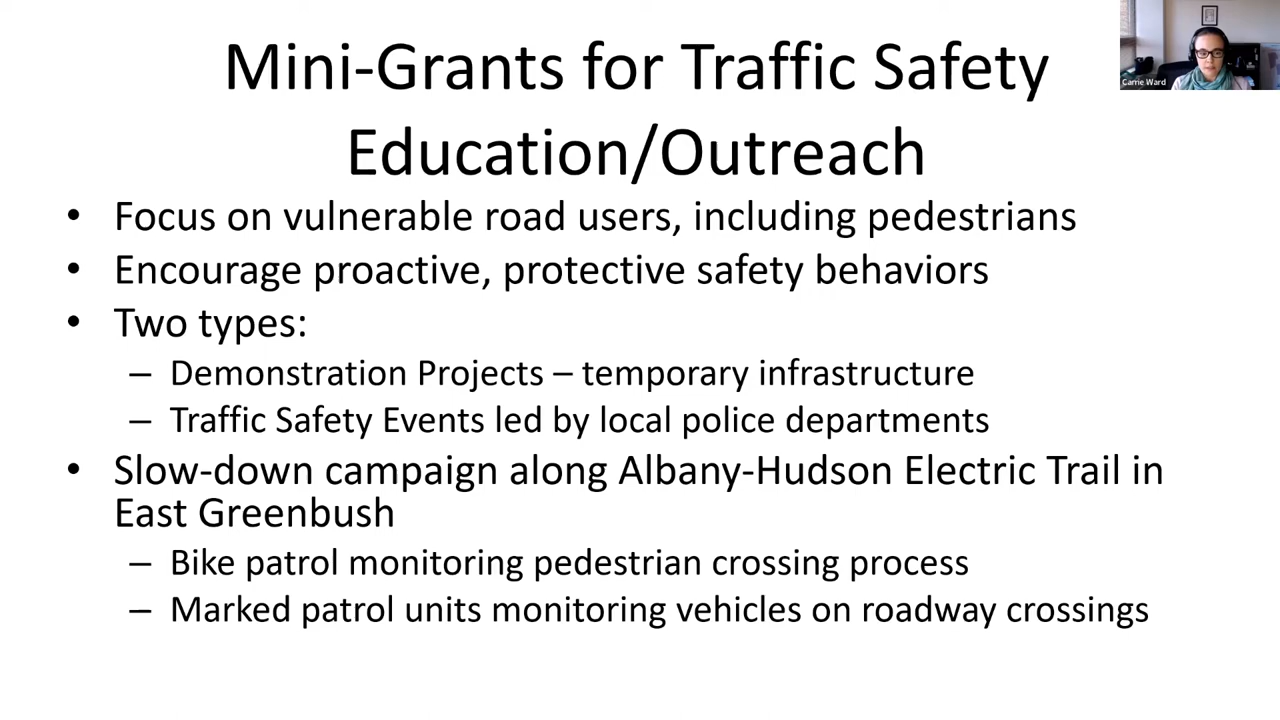 Mini-Grants for Traffic Safety
Education/Outreach
• Focus on vulnerable road users, including pedestrians
• Encourage proactive, protective safety behaviors
• Two types:
– Demonstration Projects – temporary infrastructure
– Traffic Safety Events led by local police departments
• Slow-down campaign along Albany-Hudson Electric Trail in
East Greenbush
– Bike patrol monitoring pedestrian crossing process
– Marked patrol units monitoring vehicles on roadway crossings
Carrie Ward